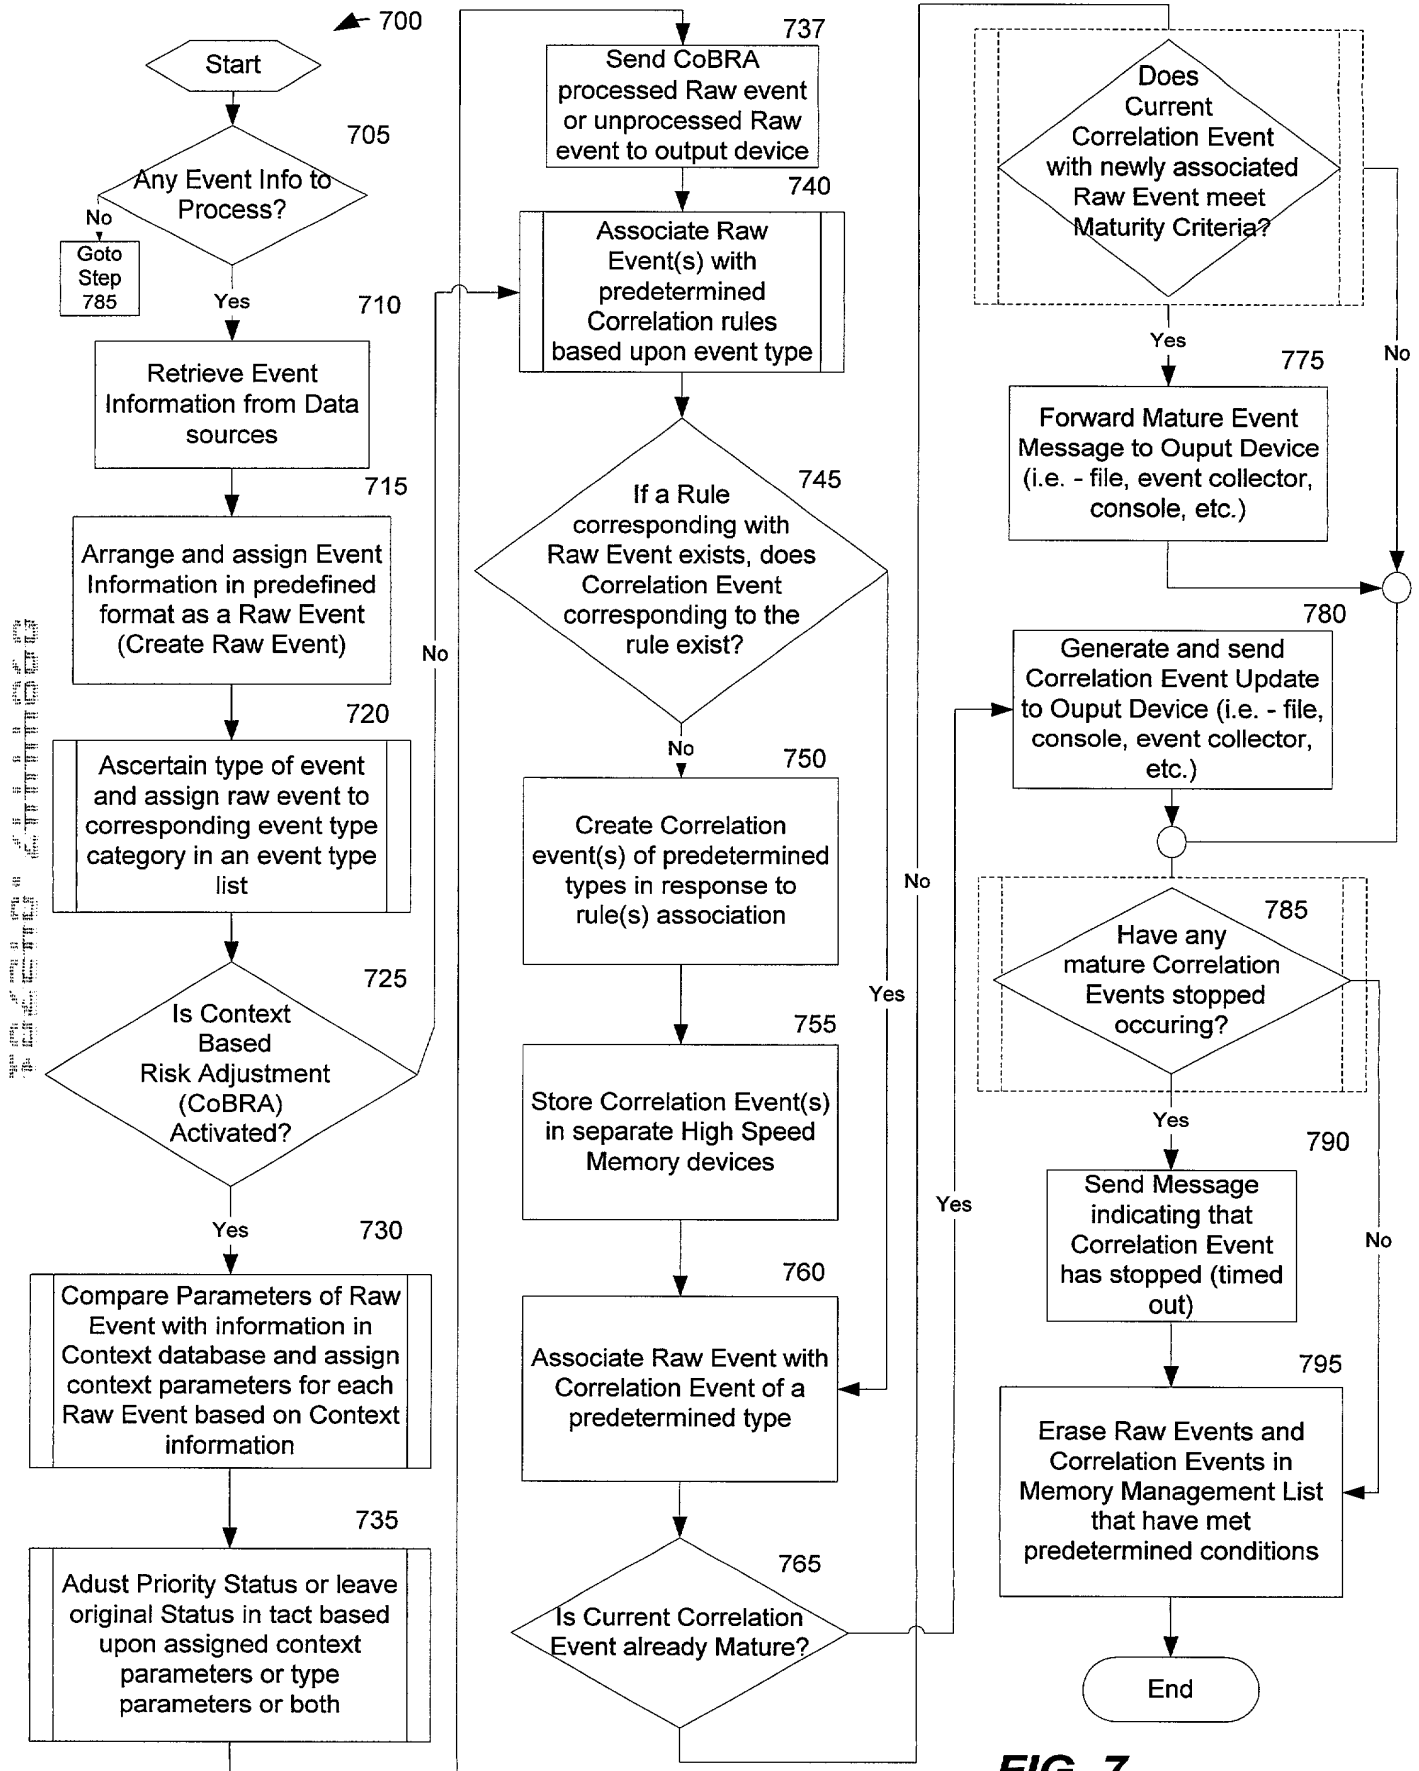 700
Start
705
Any Event Info to
Process?
No
Goto
Step
785
Yes
710
Retrieve Event
Information from Data
sources
715
Arrange and assign Event
Information in predefined
format as a Raw Event
(Create Raw Event)
720
Ascertain type of event
and assign raw event to
corresponding event type
category in an event type
list
725
Is Context
Based
Risk Adjustment
(CoBRA)
Activated?
No
Yes
730
Compare Parameters of Raw
Event with information in
Context database and assign
context parameters for each
Raw Event based on Context
information
735
Adust Priority Status or leave
original Status in tact based
upon assigned context
parameters or type
parameters or both
737
Send CoBRA
processed Raw event
or unprocessed Raw
event to output device
740
Associate Raw
Event(s) with
predetermined
Correlation rules
based upon event type
745
If a Rule
corresponding with
Raw Event exists, does
Correlation Event
corresponding to the
rule exist?
No
750
Create Correlation
event(s) of predetermined
types in response to
rule(s) association
Yes
755
Store Correlation Event(s)
in separate High Speed
Memory devices
760
Associate Raw Event with
Correlation Event of a
predetermined type
765
Is Current Correlation
Event already Mature?
No
Yes
Does
Current
Correlation Event
with newly associated
Raw Event meet
Maturity Criteria?
Yes
No
775
Forward Mature Event
Message to Ouput Device
(i.e. - file, event collector,
console, etc.)
780
Generate and send
Correlation Event Update
to Ouput Device (i.e. - file,
console, event collector,
etc.)
785
Have any
mature Correlation
Events stopped
occuring?
Yes
No
790
Send Message
indicating that
Correlation Event
has stopped (timed
out)
795
Erase Raw Events and
Correlation Events in
Memory Management List
that have met
predetermined conditions
End
FIG. 7